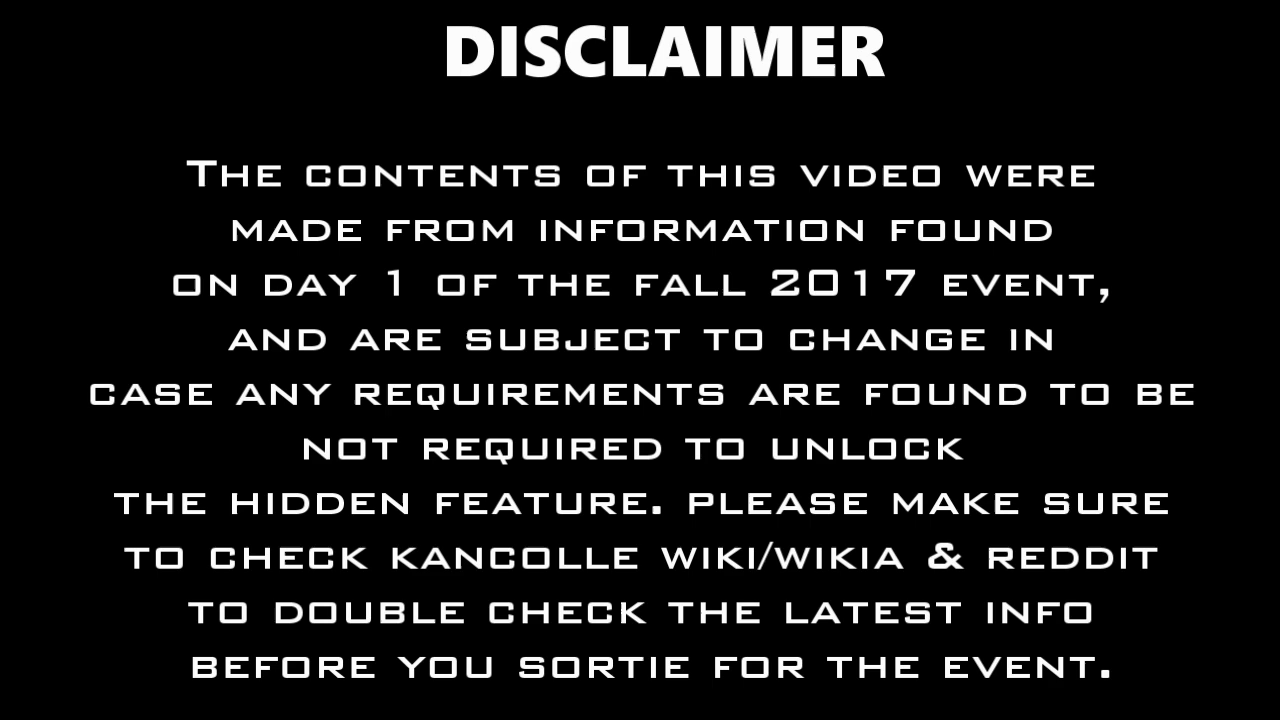 DISCLAIMER
THE CONTENTS OF THIS VIDEO WERE
MADE FROM INFORMATION FOUND
ON DAY 1 OF THE FALL 2017 EVENT,
AND ARE SUBJECT TO CHANGE IN
CASE ANY REQUIREMENTS ARE FOUND TO BE
NOT REQUIRED TO UNLOCK
THE HIDDEN FEATURE. PLEASE MAKE SURE
TO CHECK KANCOLLE WIKI/WIKIA & REDDIT
TO DOUBLE CHECK THE LATEST INFO
BEFORE YOU SORTIE FOR THE EVENT.